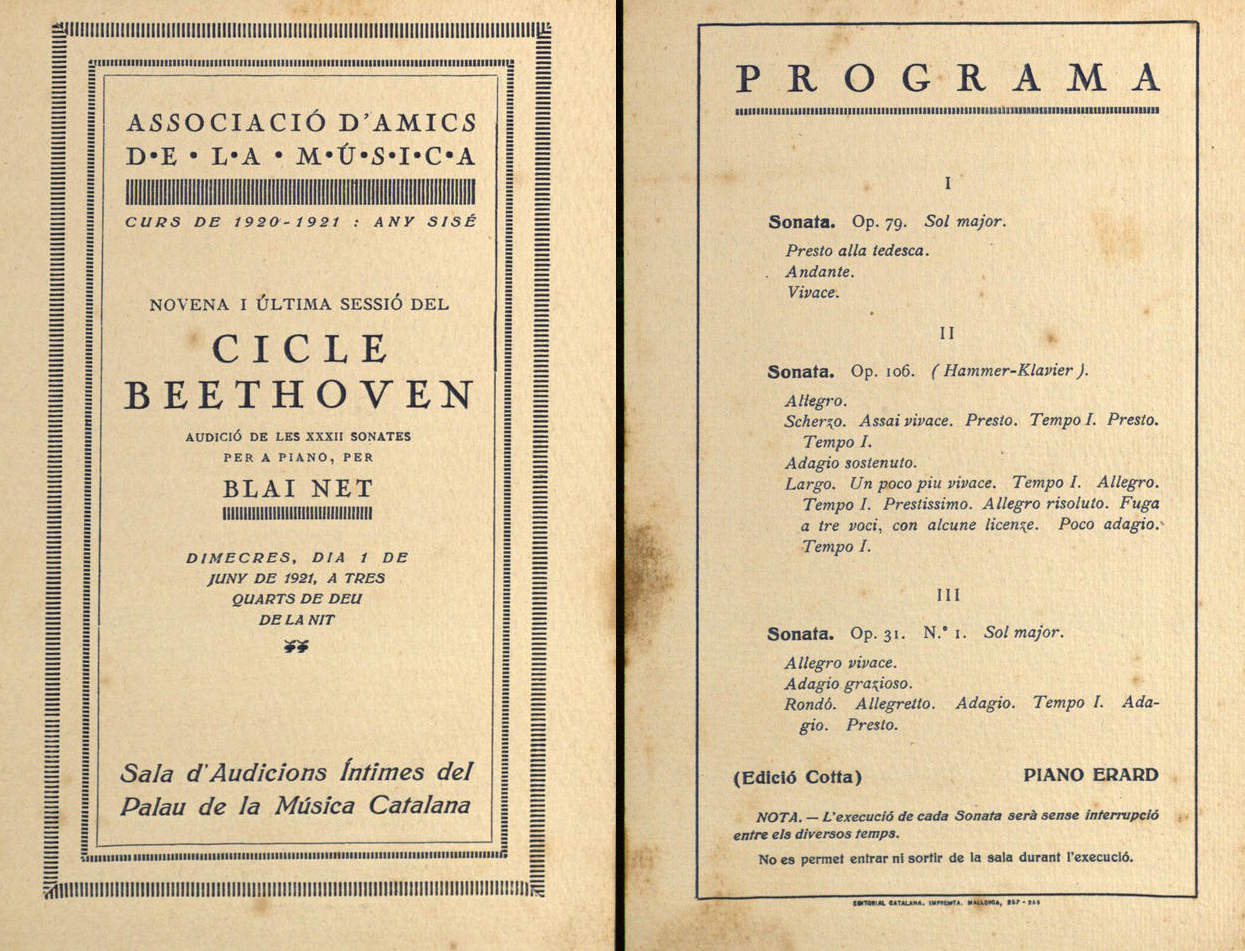 ASSOCIACIÓ D'AMICS
D•E • L•A • M•Ú•S•I•C•A
CURS DE 1920-1921 : ANY SISÉ
NOVENA I ÚLTIMA SESSIÓ DEL
CICLE
BEETHOVEN
AUDICIÓ DE LES XXXII SONATES
PER A PIANO, PER
BLAI NET
DIMECRES, DIA 1 DE
JUNY DE 1921, A TRES
QUARTS DE DEU
DE LA NIT
Sala d'Audicions Íntimes del
Palau de la Música Catalana
PROGRAMA
I
Sonata. Op. 79. Sol major.
Presto alla tedesca.
Andante.
Vivace.
II
Sonata. Op. 106. (Hammer-Klavier).
Allegro.
Scherzo. Assai vivace. Presto. Tempo I. Presto.
Tempo I.
Adagio sostenuto.
Largo. Un poco piu vivace. Tempo I. Allegro.
Tempo I. Prestissimo. Allegro risoluto. Fuga
a tre voci, con alcune licenze. Poco adagio.
Tempo I.
III
Sonata. Op. 31. N.º 1. Sol major.
Allegro vivace.
Adagio grazioso.
Rondó. Allegretto. Adagio. Tempo I. Ada-
gio. Presto.
(Edició Cotta) PIANO ERARD
NOTA. — L'execució de cada Sonata serà sense interrupció
entre els diversos temps.
No es permet entrar ni sortir de la sala durant l'execució.
EDITORIAL CATALANA. IMPREMTA. MALLORCA,